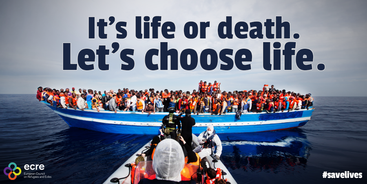 It's life or death.
Let's choose life.
ecre
European Council
on Refugees and Exiles
#savelives